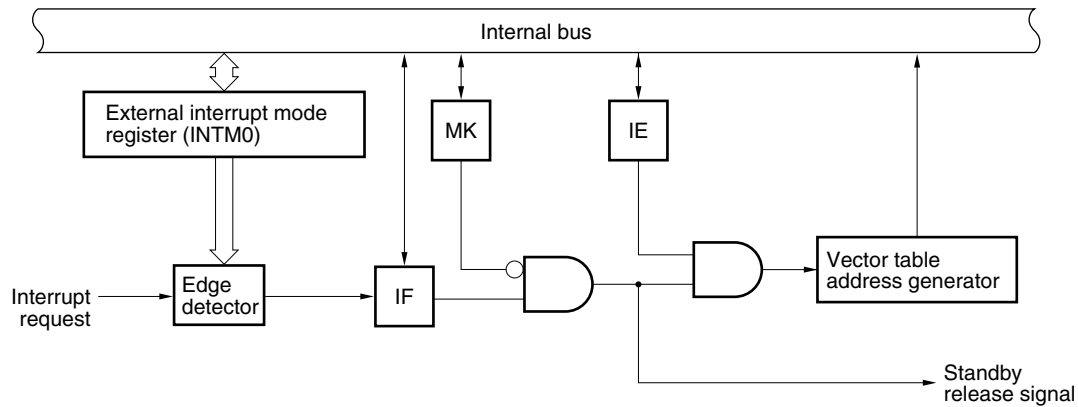 Internal bus
External interrupt mode
register (INTM0)
MK
IE
Interrupt
request
Edge
detector
IF
Vector table
address generator
Standby
release signal